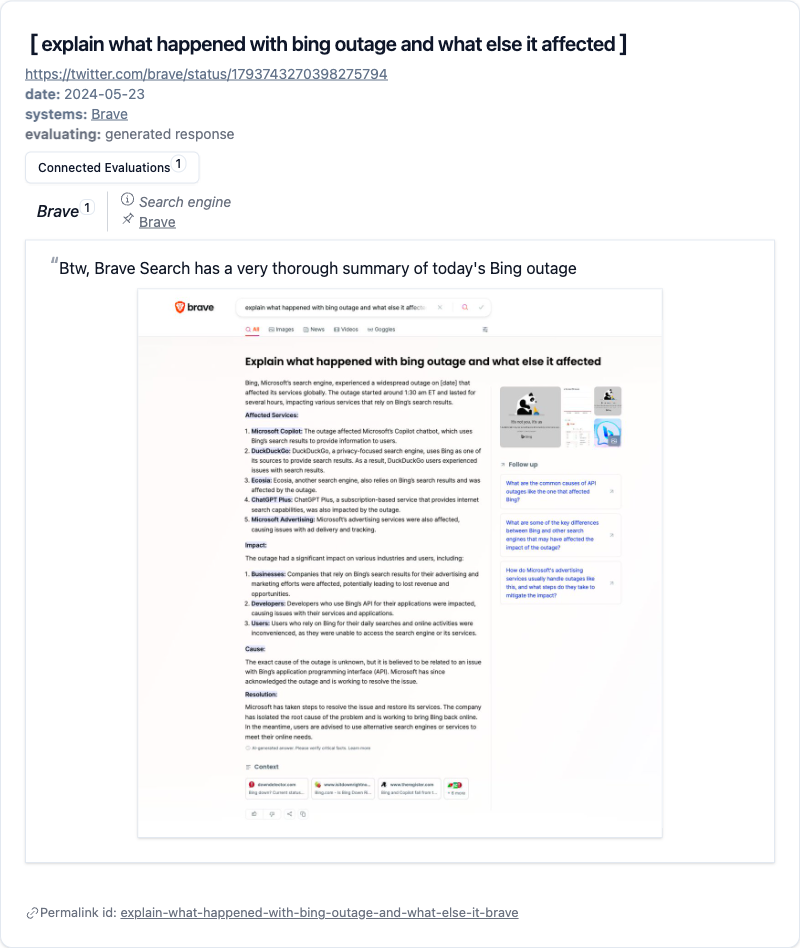 [ explain what happened with bing outage and what else it affected ]
https://twitter.com/brave/status/1793743270398275794
date: 2024-05-23
systems: Brave
evaluating: generated response
Connected Evaluations 1
Brave 1
Search engine
Brave
“Btw, Brave Search has a very thorough summary of today's Bing outage
brave
explain what happened with bing outage and what else it affec
All Images News Videos Goggles
Explain what happened with bing outage and what else it affected
Bing, Microsoft's search engine, experienced a widespread outage on [date] that
affected its services globally. The outage started around 1:30 am ET and lasted for
several hours, impacting various services that rely on Bing's search results.
Affected Services:
1. Microsoft Copilot: The outage affected Microsoft's Copilot chatbot, which uses
Bing's search results to provide information to users.
2. DuckDuckGo: DuckDuckGo, a privacy-focused search engine, uses Bing as one of
its sources to provide search results. As a result, DuckDuckGo users experienced
issues with search results.
3. Ecosia: Ecosia, another search engine, also relies on Bing's search results and was
affected by the outage.
4. ChatGPT Plus: ChatGPT Plus, a subscription-based service that provides internet
search capabilities, was also impacted by the outage.
5. Microsoft Advertising: Microsoft's advertising services were also affected,
causing issues with ad delivery and tracking.
Impact:
The outage had a significant impact on various industries and users, including:
1. Businesses: Companies that rely on Bing's search results for their advertising and
marketing efforts were affected, potentially leading to lost revenue and
opportunities.
2. Developers: Developers who use Bing's API for their applications were impacted,
causing issues with their services and applications.
3. Users: Users who rely on Bing for their daily searches and online activities were
inconvenienced, as they were unable to access the search engine or its services.
Cause:
The exact cause of the outage is unknown, but it is believed to be related to an issue
with Bing's application programming interface (API). Microsoft has since
acknowledged the outage and is working to resolve the issue.
Resolution:
Microsoft has taken steps to resolve the issue and restore its services. The company
has isolated the root cause of the problem and is working to bring Bing back online.
In the meantime, users are advised to use alternative search engines or services to
meet their online needs.
AI-generated answer. Please verify critical facts. Learn more
Context
downdetector.com
Bing down? Current status...
www.isitdownrightno...
Bing.com - Is Bing Down Ri...
www.theregister.com
Bing and Copilot fall from t...
+ 6 more
It's not you, it's us
Follow up
What are the common causes of API
outages like the one that affected
Bing?
What are some of the key differences
between Bing and other search
engines that may have affected the
impact of the outage?
How do Microsoft's advertising
services usually handle outages like
this, and what steps do they take to
mitigate the impact?
Permalink id: explain-what-happened-with-bing-outage-and-what-else-it-brave